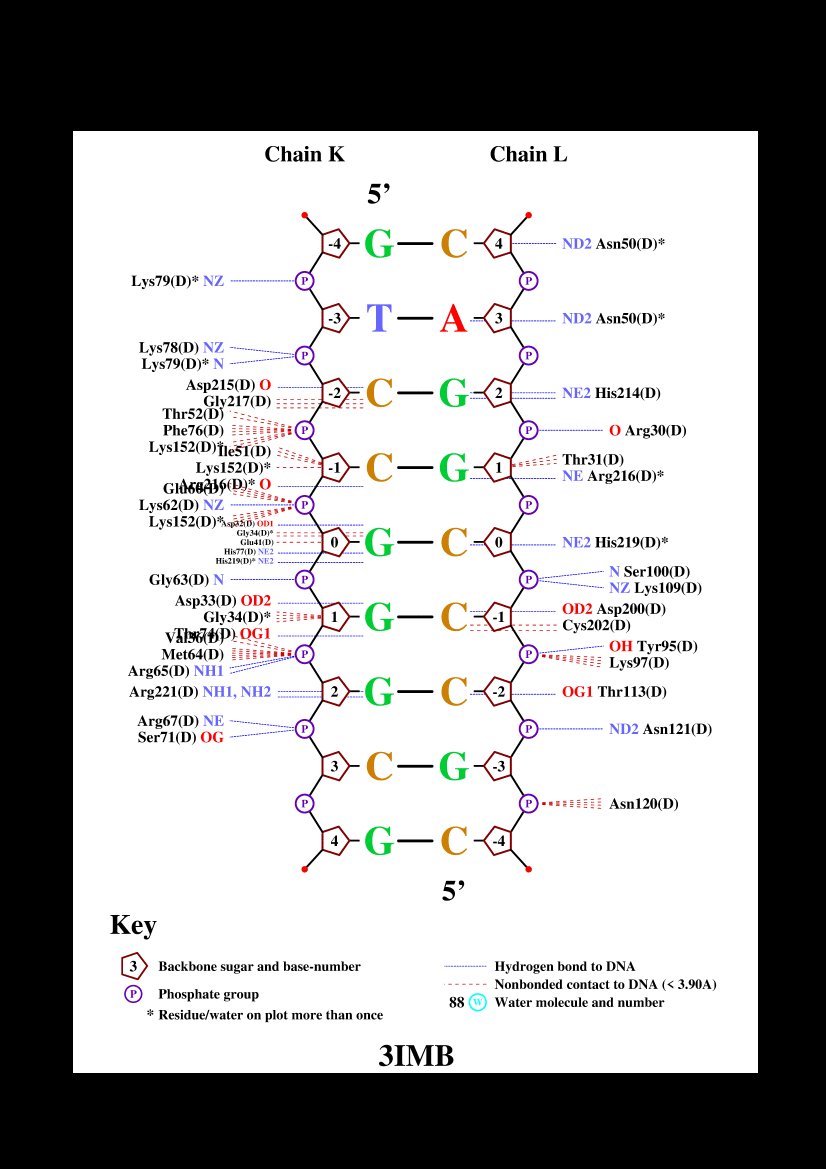 Chain K Chain L
5’
-4 G C 4 ND2 Asn50(D)*
Lys79(D)* NZ P P
-3 T A 3 ND2 Asn50(D)*
Lys78(D) NZ P P
Lys79(D)* N
Asp215(D) O
-2 C G 2 NE2 His214(D)
Gly217(D)
Thr52(D)
Phe76(D) P P O Arg30(D)
Lys152(D)*
Ile51(D)
Thr31(D)
Lys152(D)* -1 C G 1
NE Arg216(D)*
Arg216(D)* O
Glu60(D)
Lys62(D) NZ P P
Lys152(D)*
Asp32(D) OD1
Gly34(D)*
Glu41(D) 0 G C 0 NE2 His219(D)*
His77(D) NE2
His219(D)* NE2
N Ser100(D)
Gly63(D) N P P
NZ Lys109(D)
Asp33(D) OD2
OD2 Asp200(D)
Gly34(D)* 1 G C -1
Cys202(D)
Thr74(D) OG1
OH Tyr95(D)
Met64(D) P P
Lys97(D)
Arg65(D) NH1
Arg221(D) NH1, NH2 2 G C -2 OG1 Thr113(D)
Arg67(D) NE
P P ND2 Asn121(D)
Ser71(D) OG
3 C G -3
P P Asn120(D)
4 G C -4
5’
Key
3 Backbone sugar and base-number
Hydrogen bond to DNA
Nonbonded contact to DNA (< 3.90A)
P Phosphate group
88 W Water molecule and number
* Residue/water on plot more than once
3IMB